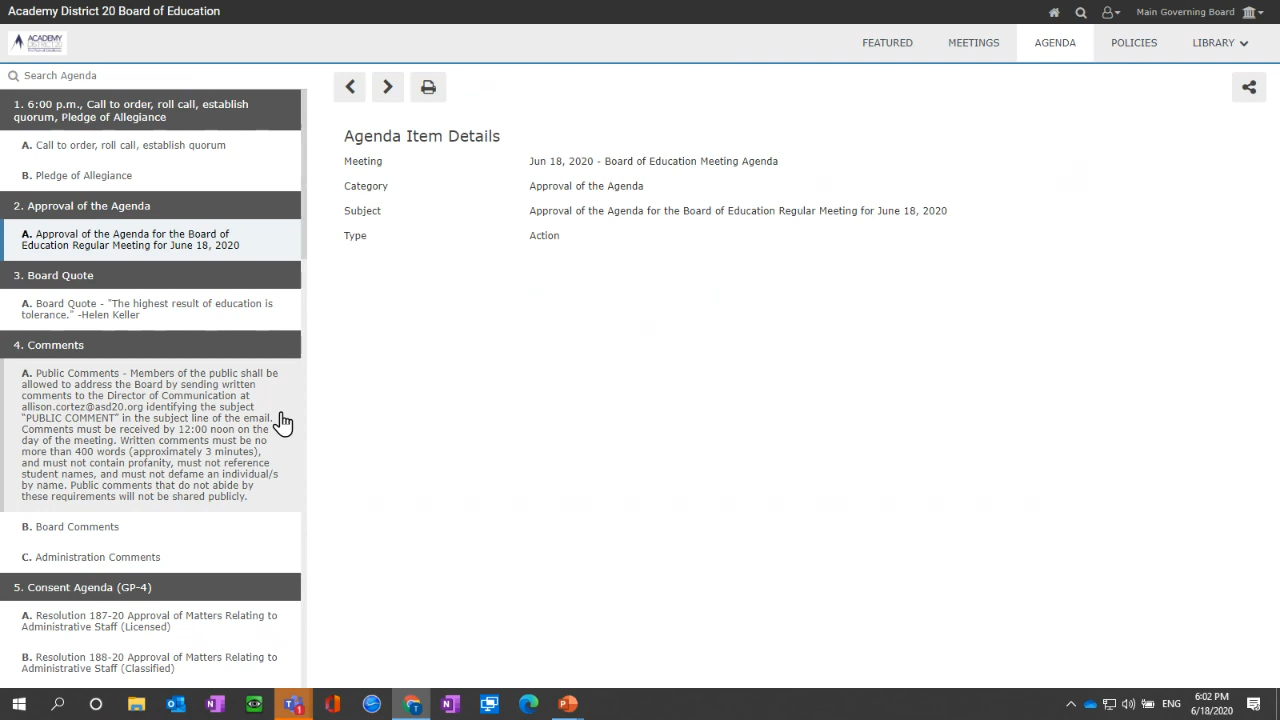 Academy District 20 Board of Education
Main Governing Board
ACADEMY
DISTRICT 20
FEATURED
MEETINGS
AGENDA
POLICIES
LIBRARY
Search Agenda
1. 6:00 p.m., Call to order, roll call, establish
quorum, Pledge of Allegiance
A. Call to order, roll call, establish quorum
B. Pledge of Allegiance
2. Approval of the Agenda
A. Approval of the Agenda for the Board of
Education Regular Meeting for June 18, 2020
3. Board Quote
A. Board Quote - "The highest result of education is
tolerance." -Helen Keller
4. Comments
A. Public Comments - Members of the public shall be
allowed to address the Board by sending written
comments to the Director of Communication at
allison.cortez@asd20.org identifying the subject
"PUBLIC COMMENT" in the subject line of the email.
Comments must be received by 12:00 noon on the
day of the meeting. Written comments must be no
more than 400 words (approximately 3 minutes),
and must not contain profanity, must not reference
student names, and must not defame an individual/s
by name. Public comments that do not abide by
these requirements will not be shared publicly.
B. Board Comments
C. Administration Comments
5. Consent Agenda (GP-4)
A. Resolution 187-20 Approval of Matters Relating to
Administrative Staff (Licensed)
B. Resolution 188-20 Approval of Matters Relating to
Administrative Staff (Classified)
Agenda Item Details
Meeting Jun 18, 2020 - Board of Education Meeting Agenda
Category Approval of the Agenda
Subject Approval of the Agenda for the Board of Education Regular Meeting for June 18, 2020
Type Action
ENG
6:02 PM
6/18/2020